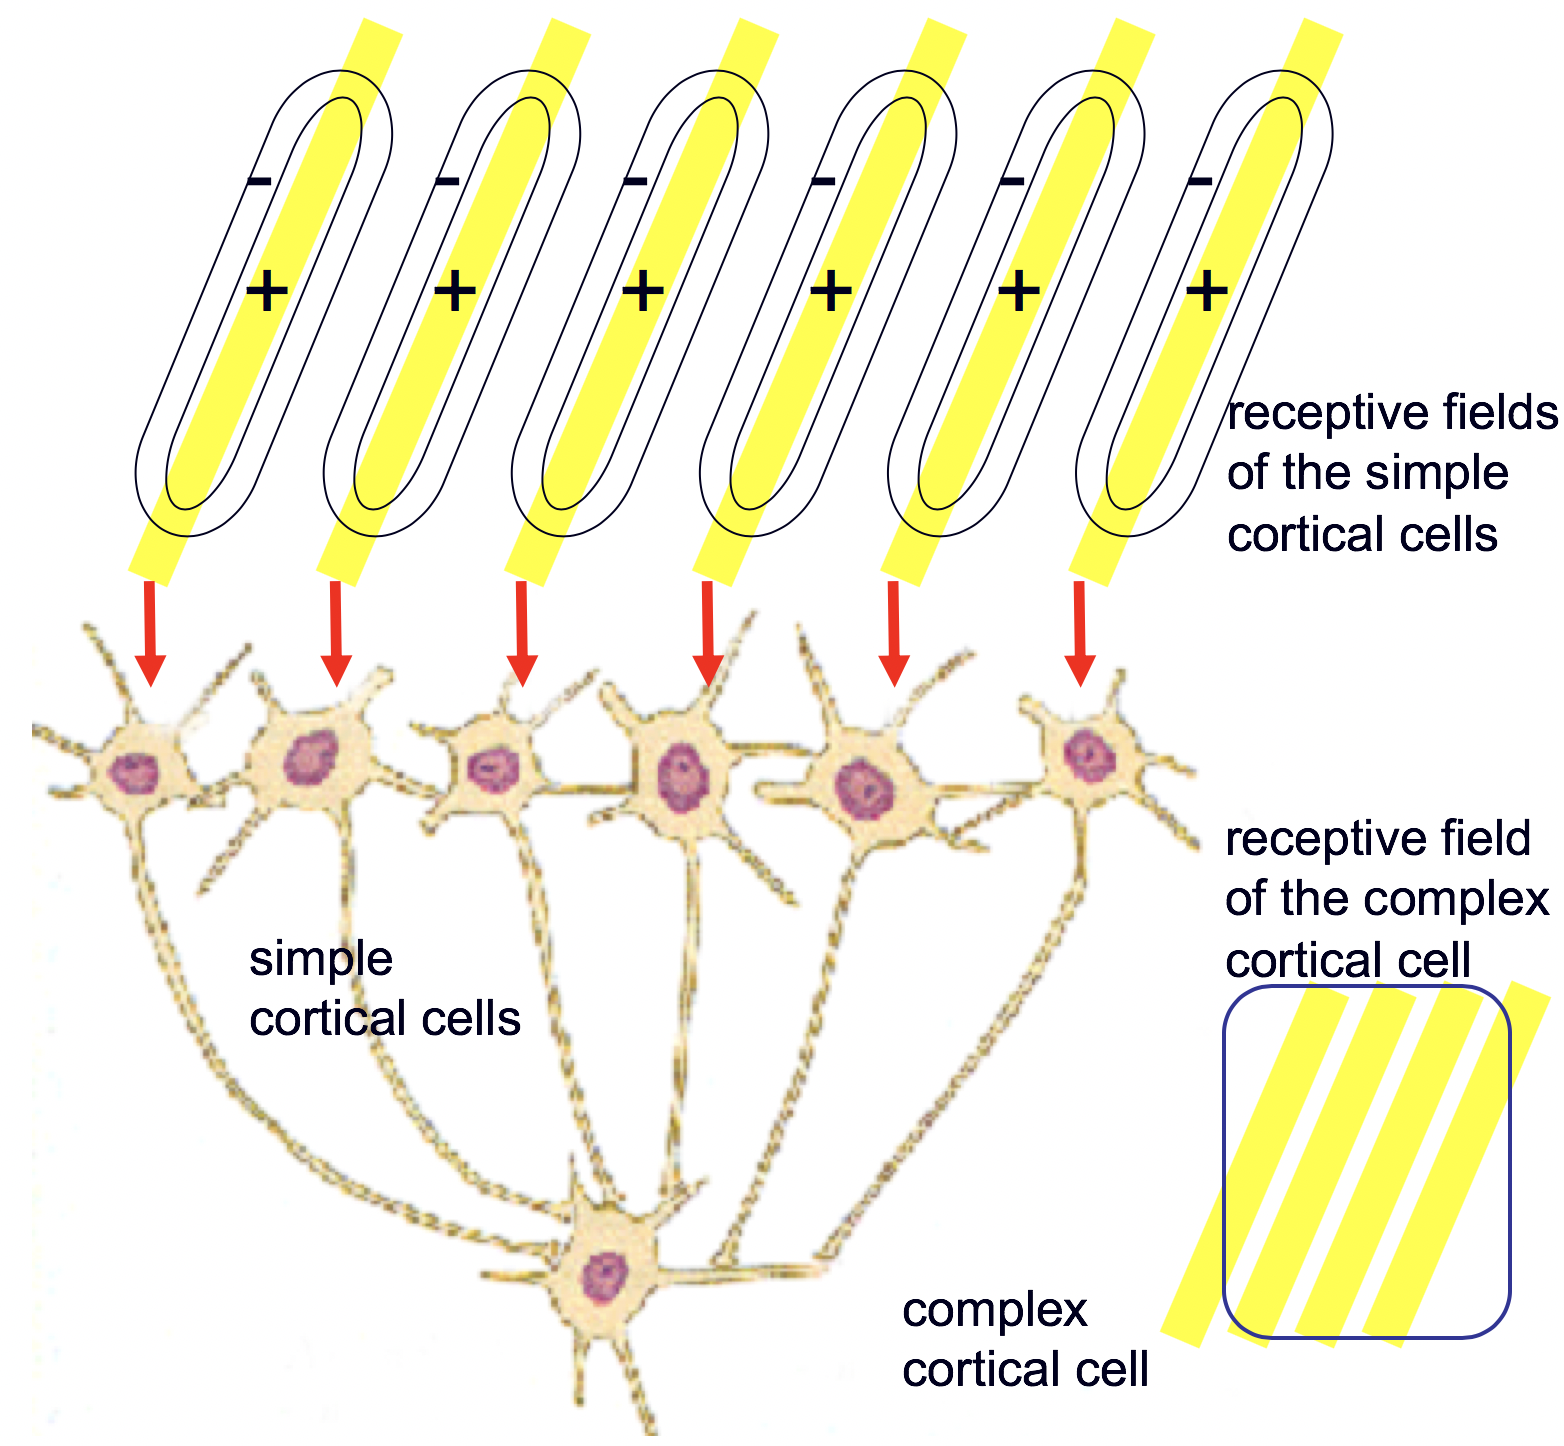 - - - - - -
+ + + + + +
receptive fields
of the simple
cortical cells
receptive field
of the complex
cortical cell
simple
cortical cells
complex
cortical cell